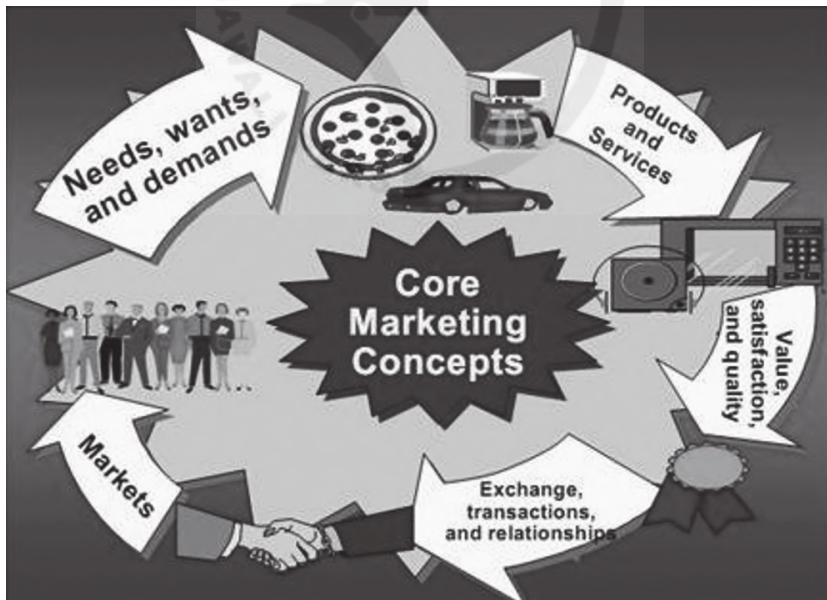 Needs, wants,
and demands
Products
and
Services
Core
Marketing
Concepts
Value,
satisfaction,
and quality
Exchange,
transactions,
and relationships
Markets